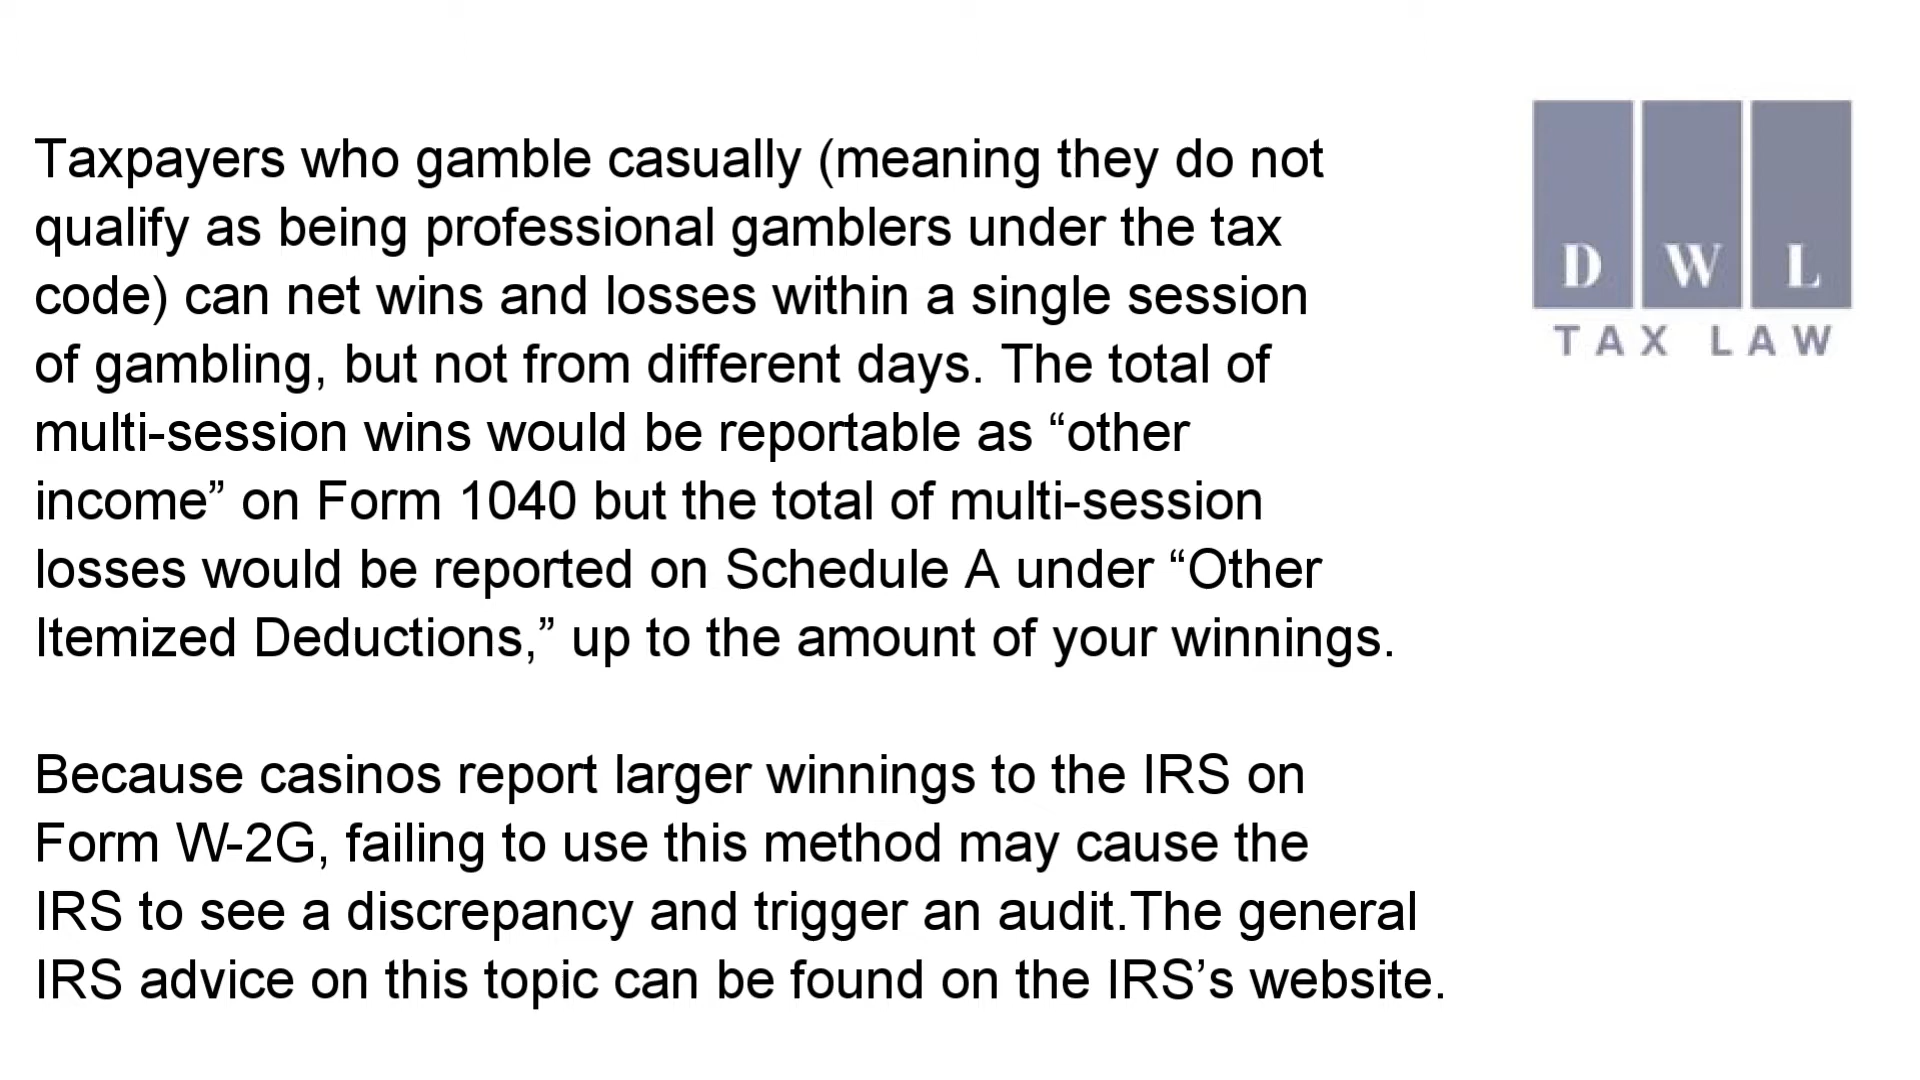 Taxpayers who gamble casually (meaning they do not
qualify as being professional gamblers under the tax
code) can net wins and losses within a single session
of gambling, but not from different days. The total of
multi-session wins would be reportable as “other
income” on Form 1040 but the total of multi-session
losses would be reported on Schedule A under “Other
Itemized Deductions,” up to the amount of your winnings.
Because casinos report larger winnings to the IRS on
Form W-2G, failing to use this method may cause the
IRS to see a discrepancy and trigger an audit.The general
IRS advice on this topic can be found on the IRS’s website.
D W L
TAX LAW